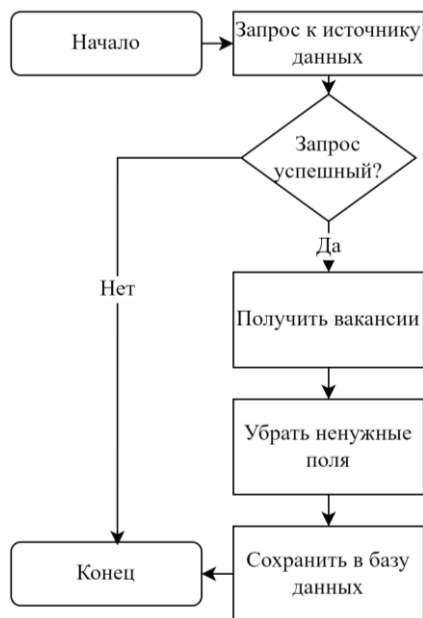 Начало
Запрос к источнику
данных
Запрос
успешный?
Да
Нет
Получить вакансии
Убрать ненужные
поля
Сохранить в базу
данных
Конец